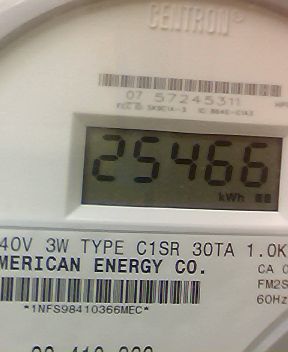 CENTRON®
07 57245311
25466
kWh
40V 3W TYPE C1SR 30TA 1.0K
MERICAN ENERGY CO.
CA 0
FM2S
60Hz
*1NFS98410366MEC*